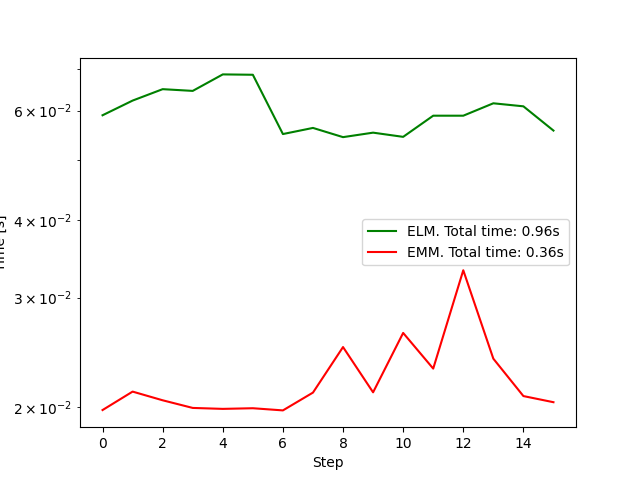 6 × 10⁻²
4 × 10⁻²
3 × 10⁻²
2 × 10⁻²
Time [s]
ELM. Total time: 0.96s
EMM. Total time: 0.36s
0 2 4 6 8 10 12 14
Step